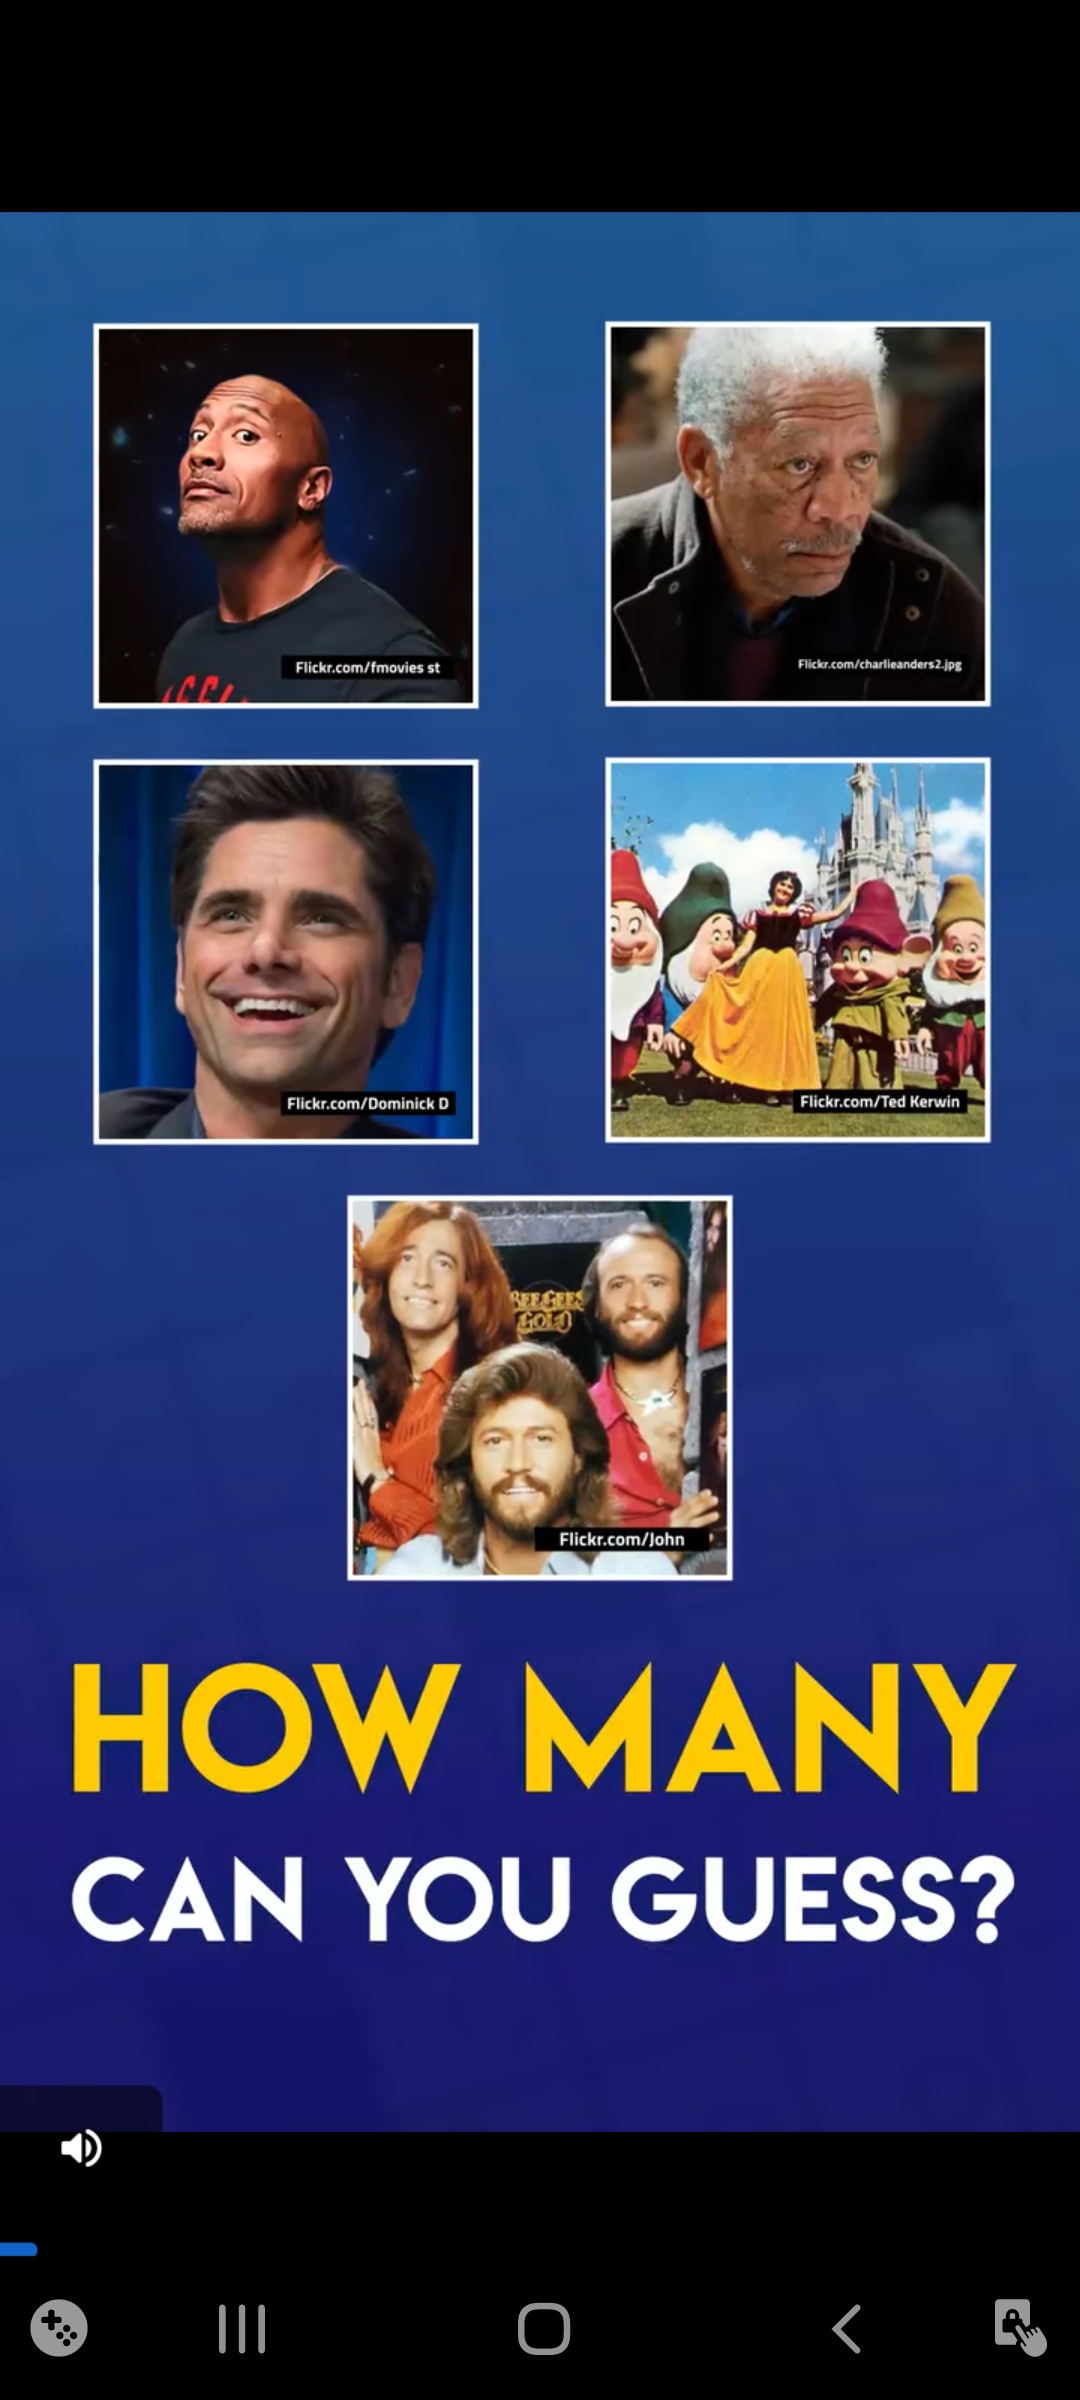 Flickr.com/fmovies st
Flickr.com/charlieanders2.jpg
Flickr.com/Dominick D
Flickr.com/Ted Kerwin
BEE GEES
GOLD
Flickr.com/John
HOW MANY
CAN YOU GUESS?